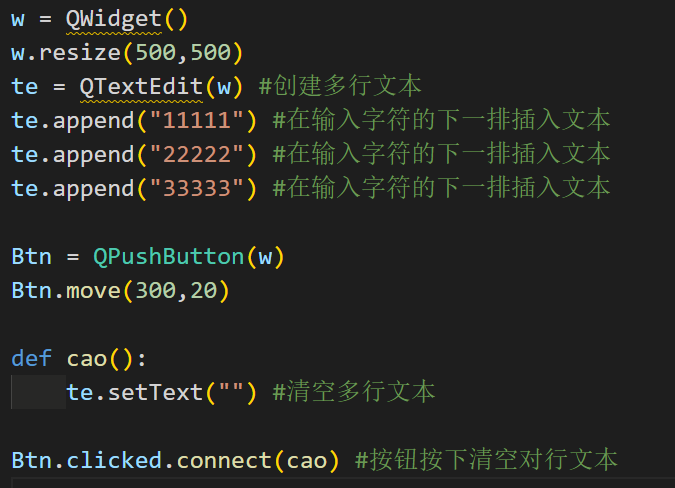 w = QWidget()
w.resize(500,500)
te = QTextEdit(w) #创建多行文本
te.append("11111") #在输入字符的下一排插入文本
te.append("22222") #在输入字符的下一排插入文本
te.append("33333") #在输入字符的下一排插入文本
Btn = QPushButton(w)
Btn.move(300,20)
def cao():
    te.setText("") #清空多行文本
Btn.clicked.connect(cao) #按钮按下清空对行文本